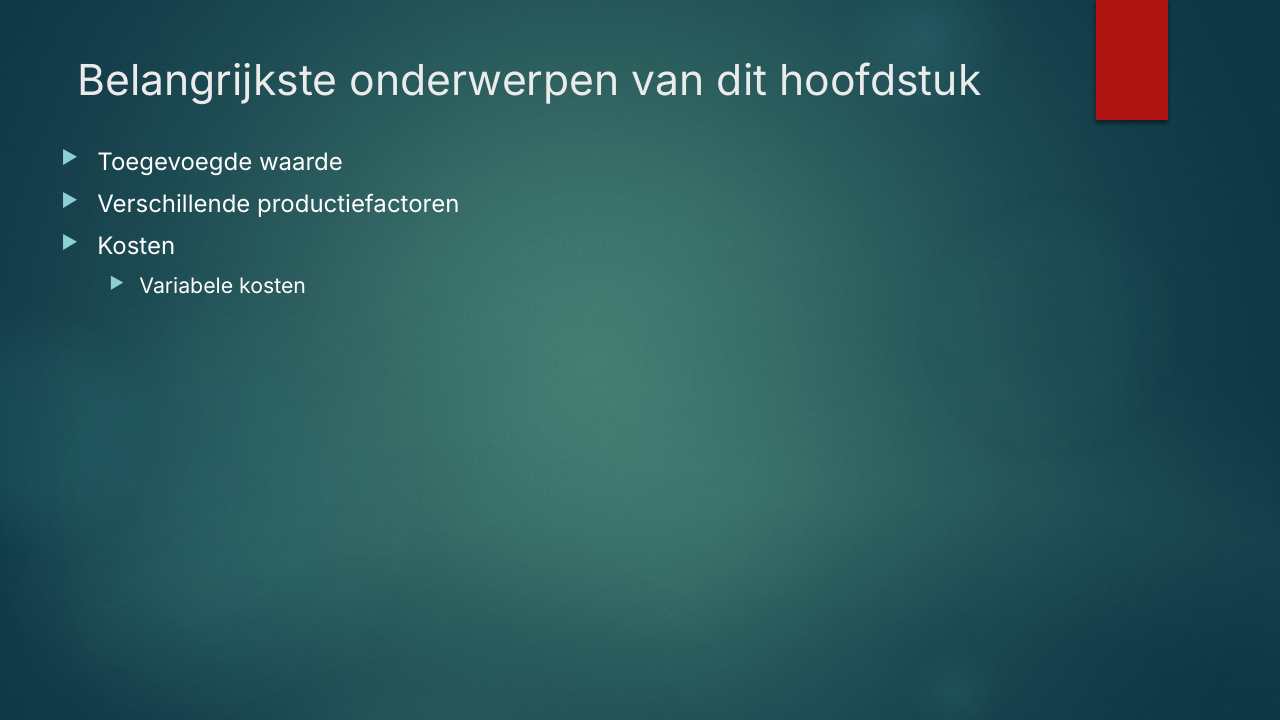 Belangrijkste onderwerpen van dit hoofdstuk
Toegevoegde waarde
Verschillende productiefactoren
Kosten
Variabele kosten